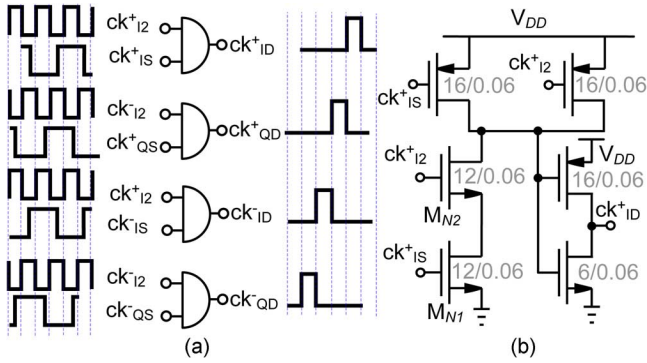 ck⁺I2
ck⁺IS
ck⁺ID
ck⁻I2
ck⁺QS
ck⁺QD
ck⁺I2
ck⁻IS
ck⁻ID
ck⁻I2
ck⁻QS
ck⁻QD
(a)
VDD
16/0.06
ck⁺IS
ck⁺I2
16/0.06
ck⁺I2
12/0.06
MN2
VDD
16/0.06
ck⁺ID
ck⁺IS
12/0.06
MN1
6/0.06
(b)